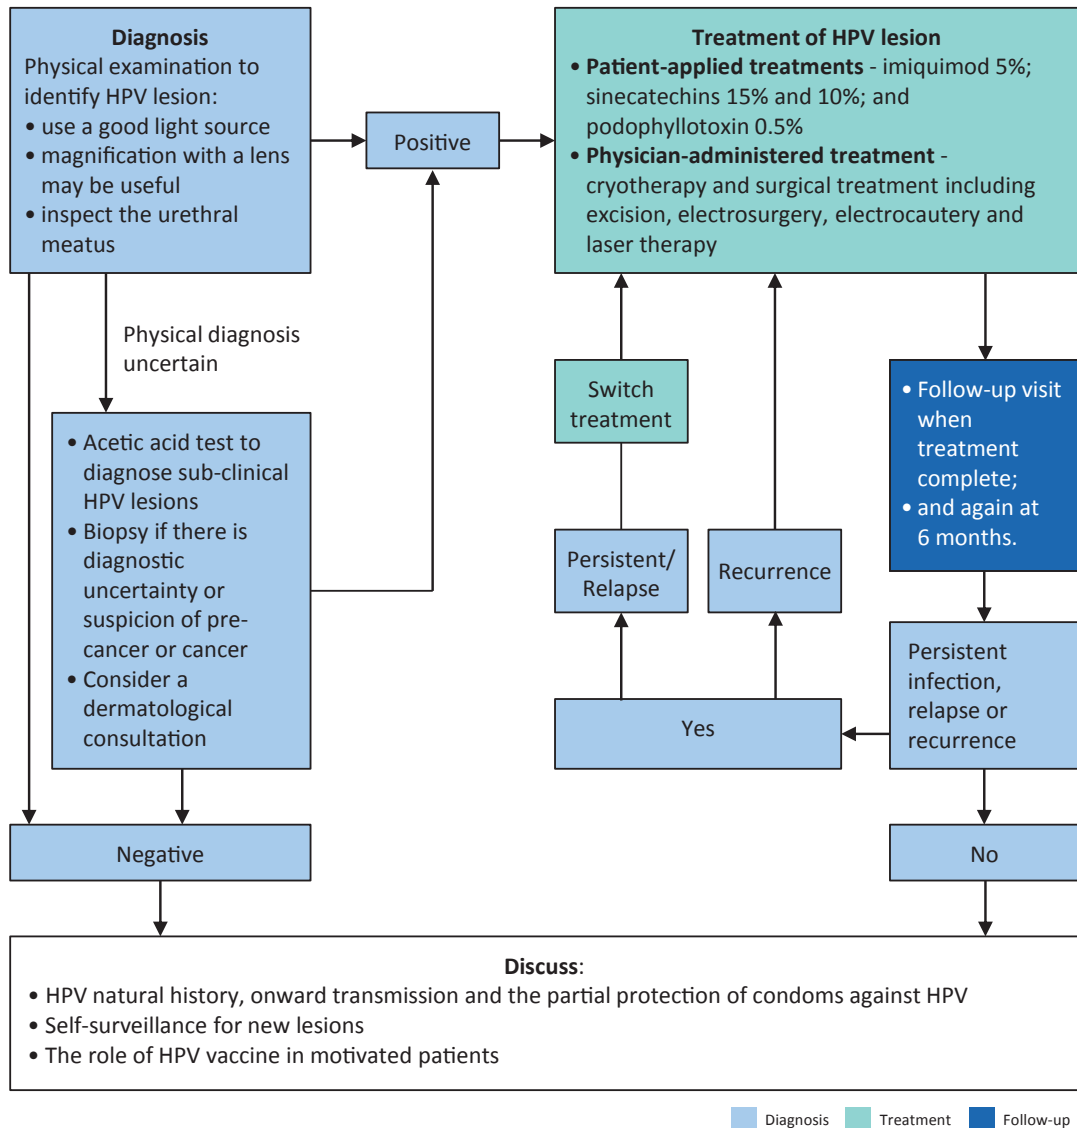 Diagnosis
Physical examination to
identify HPV lesion:
• use a good light source
• magnification with a lens
may be useful
• inspect the urethral
meatus
Positive
Treatment of HPV lesion
• Patient-applied treatments - imiquimod 5%;
sinecatechins 15% and 10%; and
podophyllotoxin 0.5%
• Physician-administered treatment -
cryotherapy and surgical treatment including
excision, electrosurgery, electrocautery and
laser therapy
Physical diagnosis
uncertain
• Acetic acid test to
diagnose sub-clinical
HPV lesions
• Biopsy if there is
diagnostic
uncertainty or
suspicion of pre-
cancer or cancer
• Consider a
dermatological
consultation
Switch
treatment
Persistent/
Relapse
Recurrence
• Follow-up visit
when
treatment
complete;
• and again at
6 months.
Persistent
infection,
relapse or
recurrence
Yes
Negative
No
Discuss:
• HPV natural history, onward transmission and the partial protection of condoms against HPV
• Self-surveillance for new lesions
• The role of HPV vaccine in motivated patients
Diagnosis Treatment Follow-up